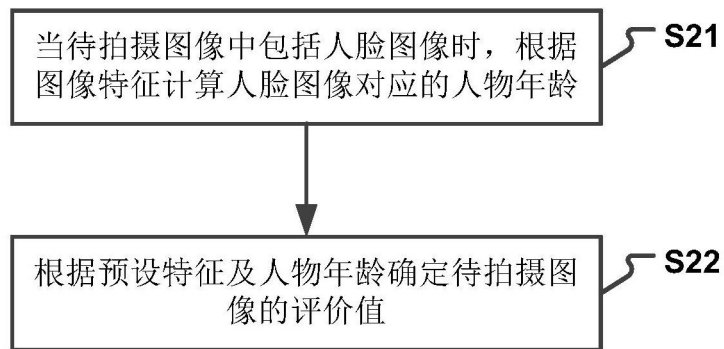 当待拍摄图像中包括人脸图像时，根据
图像特征计算人脸图像对应的人物年龄
S21
根据预设特征及人物年龄确定待拍摄图
像的评价值
S22